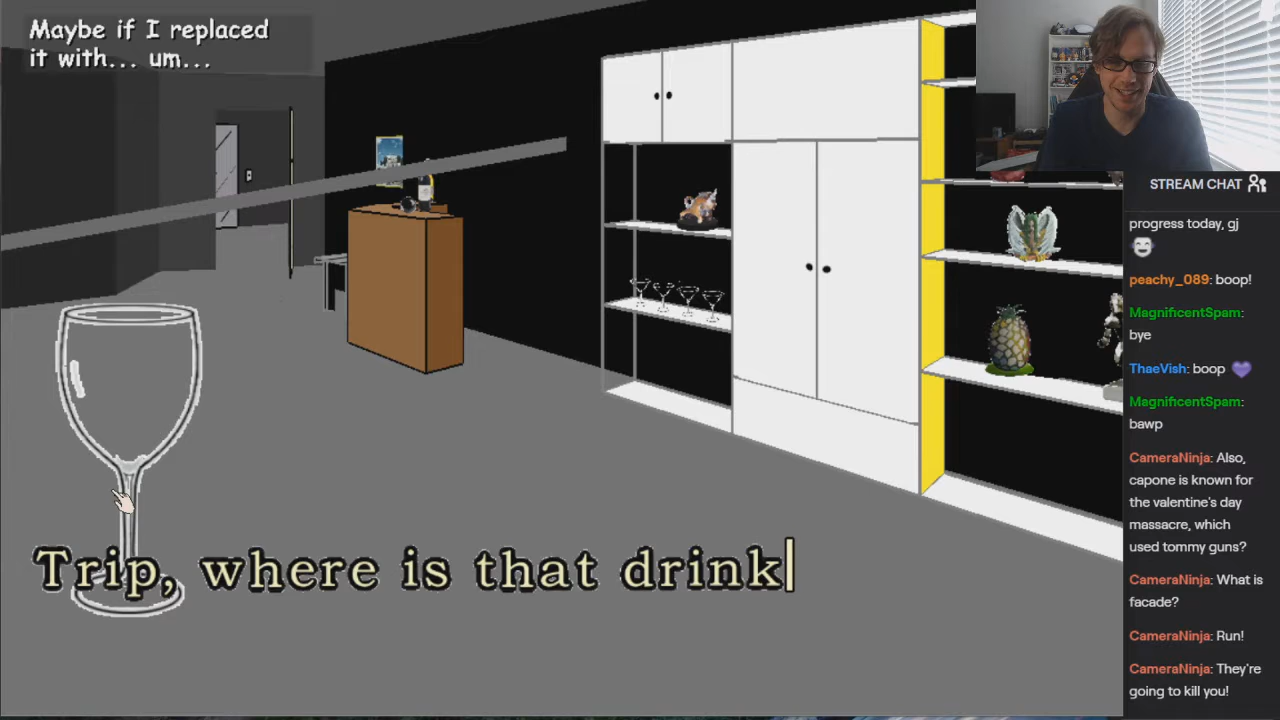 Maybe if I replaced
it with... um...
Trip, where is that drink
STREAM CHAT
progress today, gj
peachy_089: boop!
MagnificentSpam:
bye
ThaeVish: boop
MagnificentSpam:
bawp
CameraNinja: Also,
capone is known for
the valentine's day
massacre, which
used tommy guns?
CameraNinja: What is
facade?
CameraNinja: Run!
CameraNinja: They're
going to kill you!